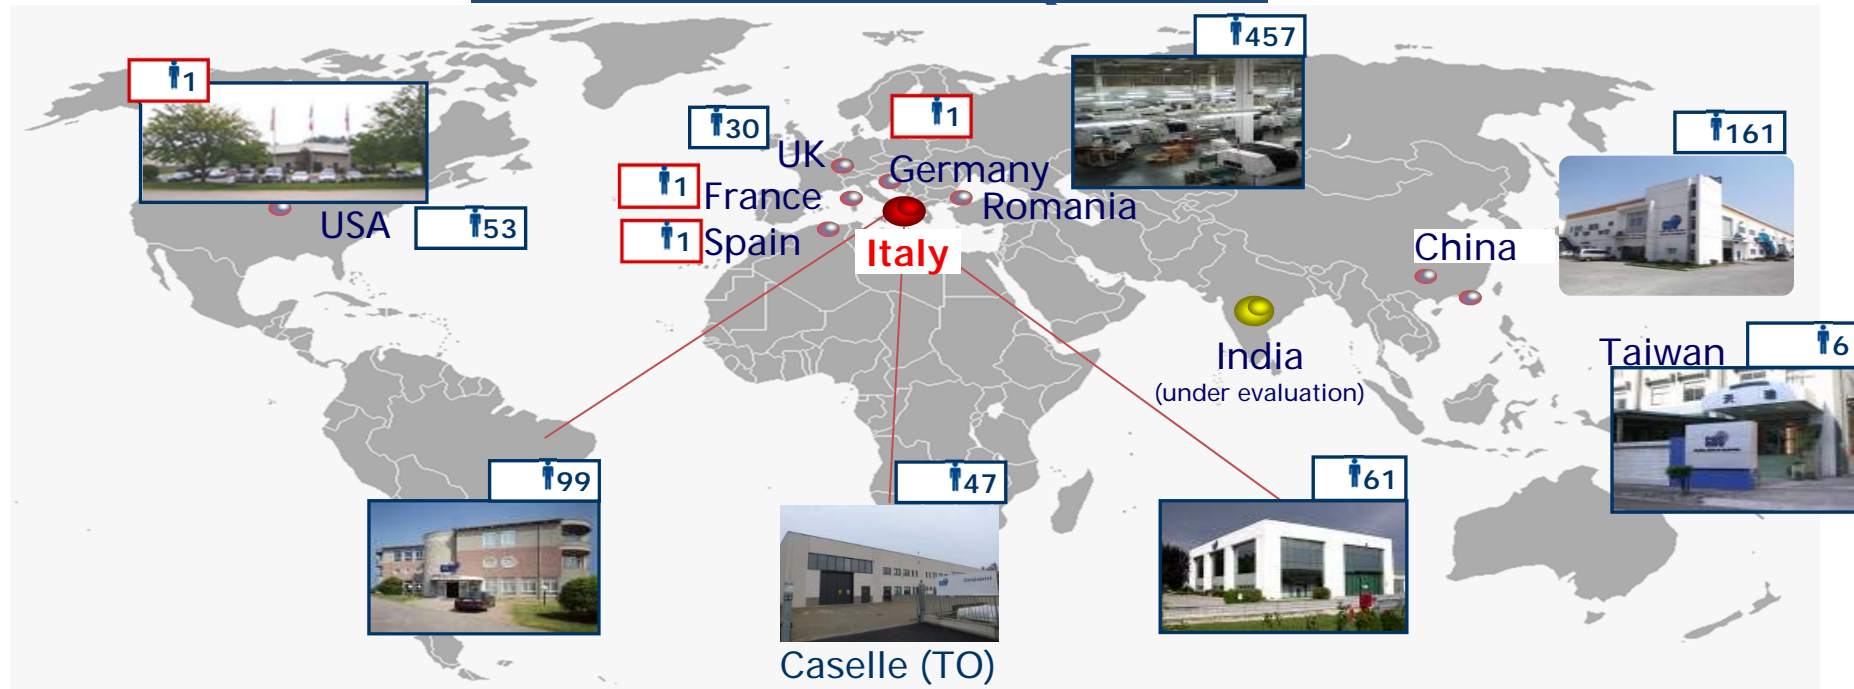 457
1
30
1
161
UK
Germany
1
France
Romania
USA
53
1
Spain
Italy
China
India
(under evaluation)
Taiwan
6
99
47
61
Caselle (TO)